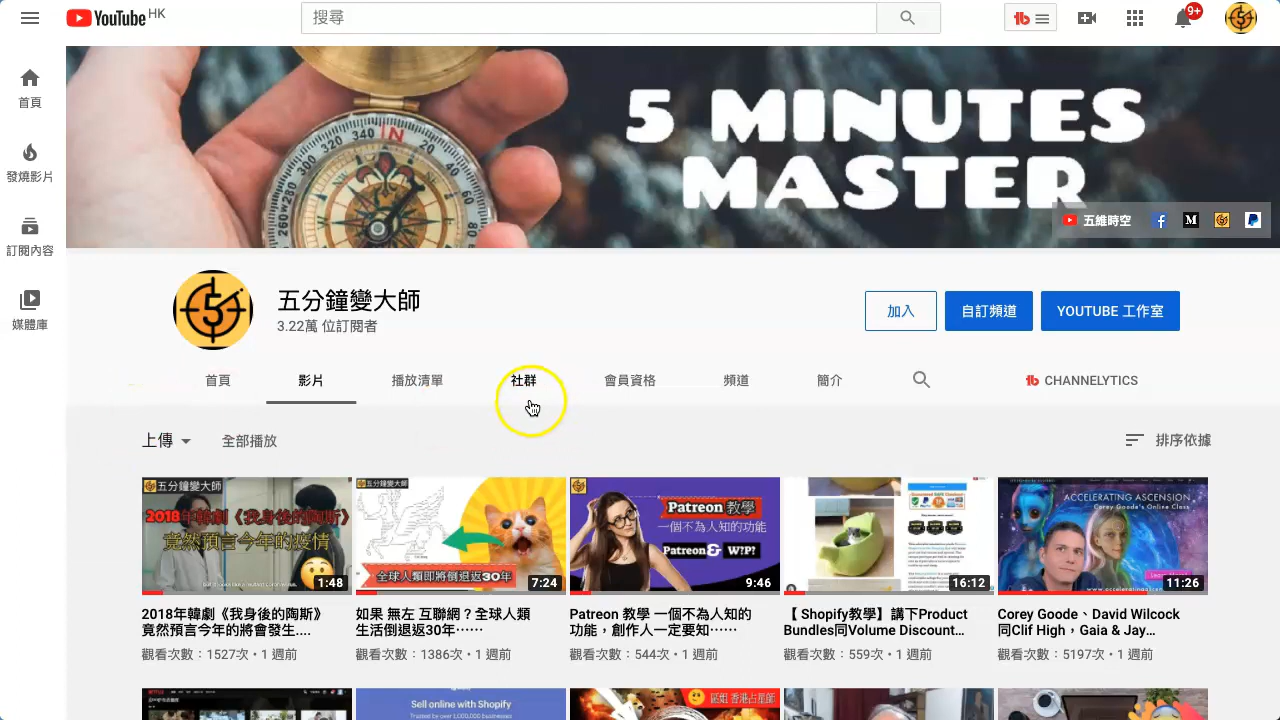 YouTube HK
搜尋
9+
首頁
發燒影片
訂閱內容
媒體庫
5 MINUTES
MASTER
五維時空
五分鐘變大師
3.22萬 位訂閱者
加入
自訂頻道
YOUTUBE 工作室
首頁
影片
播放清單
社群
會員資格
頻道
簡介
CHANNELYTICS
上傳
全部播放
排序依據
五分鐘變大師
2018年韓劇《我身後的陶斯》
竟然預言今年的疫情
1:48
五分鐘變大師
全球人類即將倒退返30年
7:24
Patreon 教學
一個不為人知的功能
Patreon & W?P!
9:46
16:12
ACCELERATING ASCENSION
Corey Goode's Online Class
11:26
2018年韓劇《我身後的陶斯》
竟然預言今年的將會發生....
觀看次數：1527次・1 週前
如果 無左 互聯網？全球人類
生活倒退返30年⋯⋯
觀看次數：1386次・1 週前
Patreon 教學 一個不為人知的
功能，創作人一定要知⋯⋯
觀看次數：544次・1 週前
【 Shopify教學】講下Product
Bundles同Volume Discount…
觀看次數：559次・1 週前
Corey Goode、David Wilcock
同Clif High，Gaia & Jay…
觀看次數：5197次・1 週前
Sell online with Shopify
Trusted by over 1,000,000 businesses